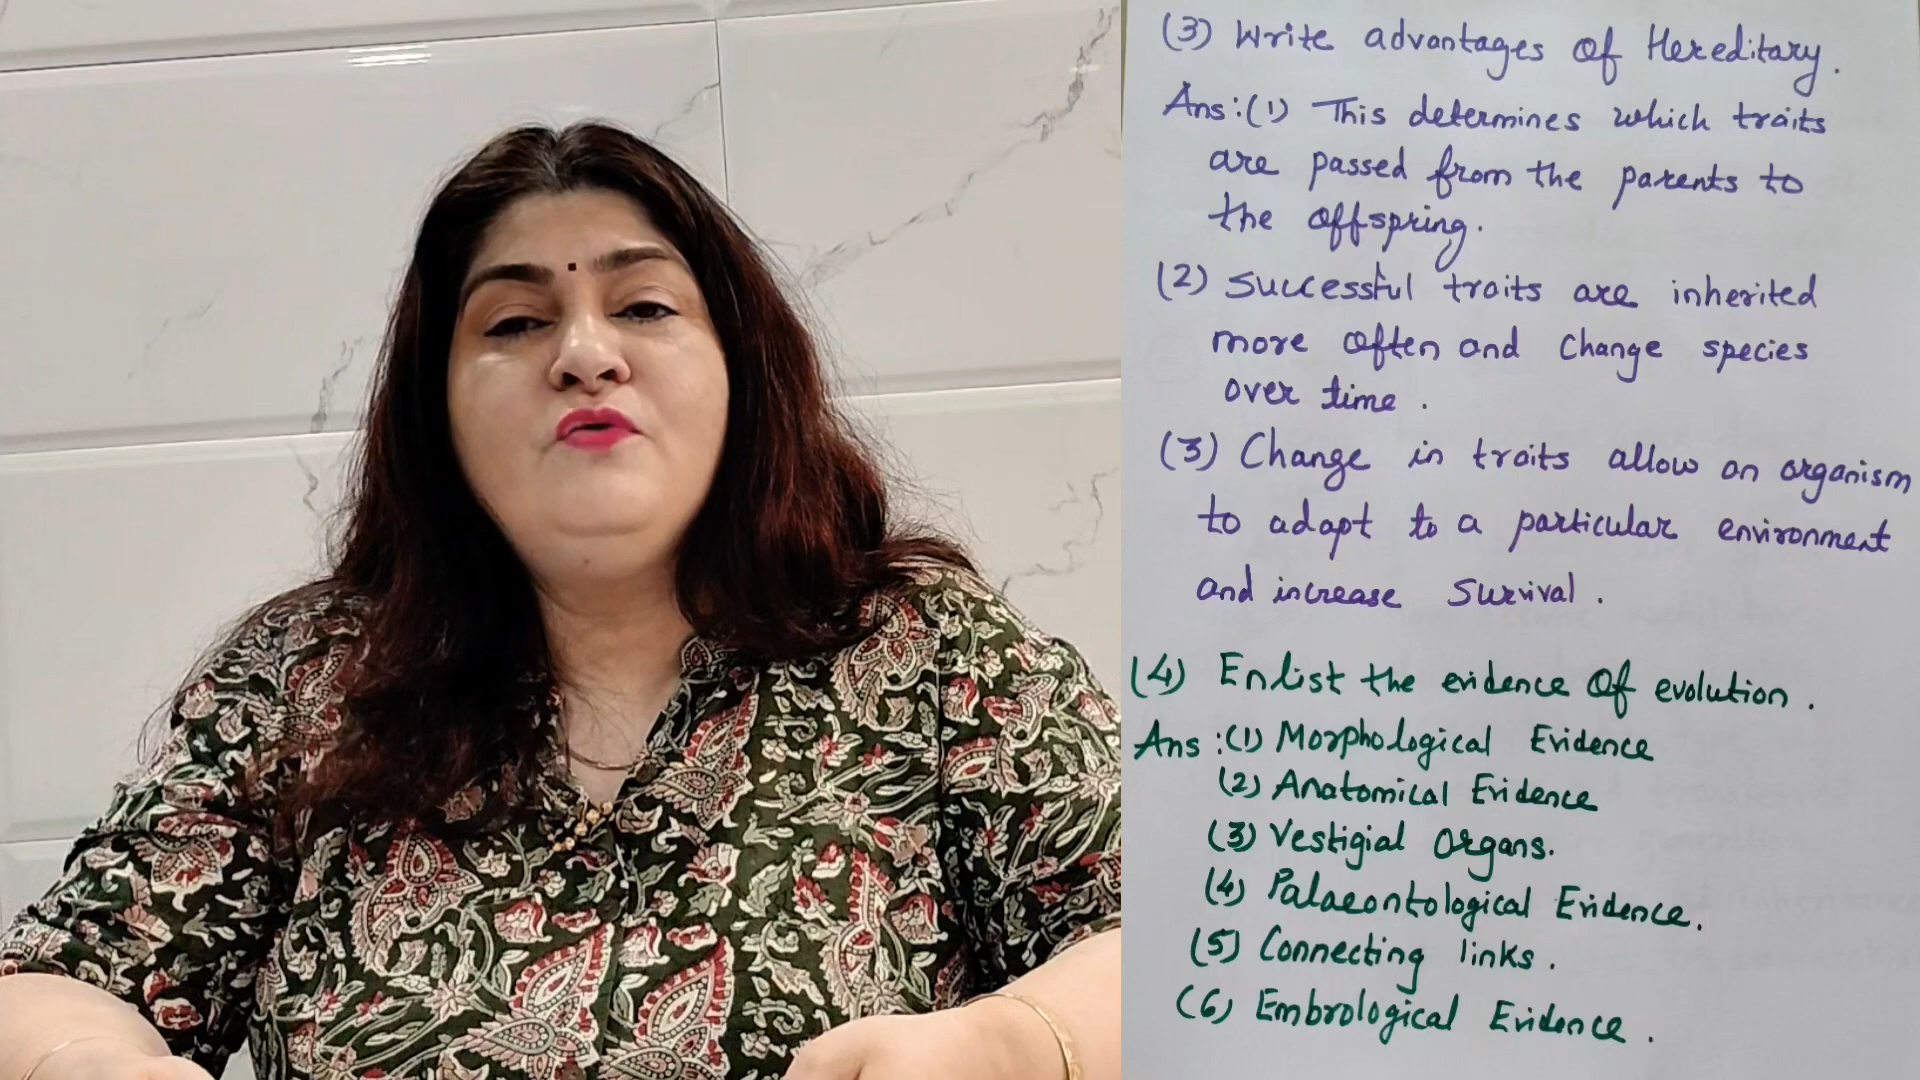 (3) Write advantages of Hereditary.
Ans:(1) This determines which traits
are passed from the parents to
the offspring.
(2) Successful traits are inherited
more often and change species
over time.
(3) Change in traits allow an organism
to adapt to a particular environment
and increase Survival.
(4) Enlist the evidence Of evolution.
Ans:(1) Morphological Evidence
(2) Anatomical Evidence
(3) Vestigial Organs.
(4) Palaeontological Evidence.
(5) Connecting links.
(6) Embrological Evidence.